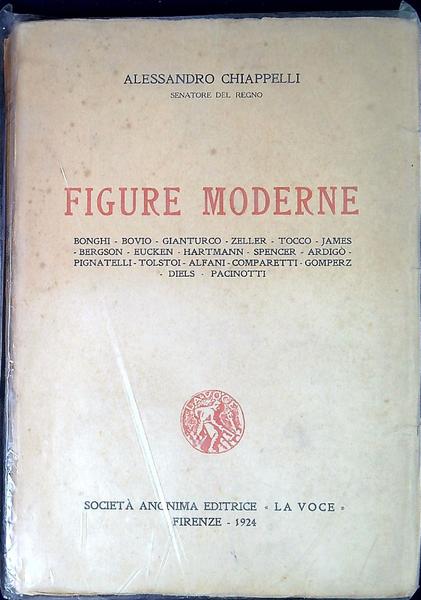 ALESSANDRO CHIAPPELLI
SENATORE DEL REGNO
FIGURE MODERNE
BONGHI - BOVIO - GIANTURCO - ZELLER - TOCCO - JAMES
- BERGSON - EUCKEN - HARTMANN - SPENCER - ARDIGÒ -
PIGNATELLI - TOLSTOI - ALFANI - COMPARETTI - GOMPERZ
- DIELS - PACINOTTI
LA VOCE
SOCIETÀ ANONIMA EDITRICE « LA VOCE »
FIRENZE - 1924